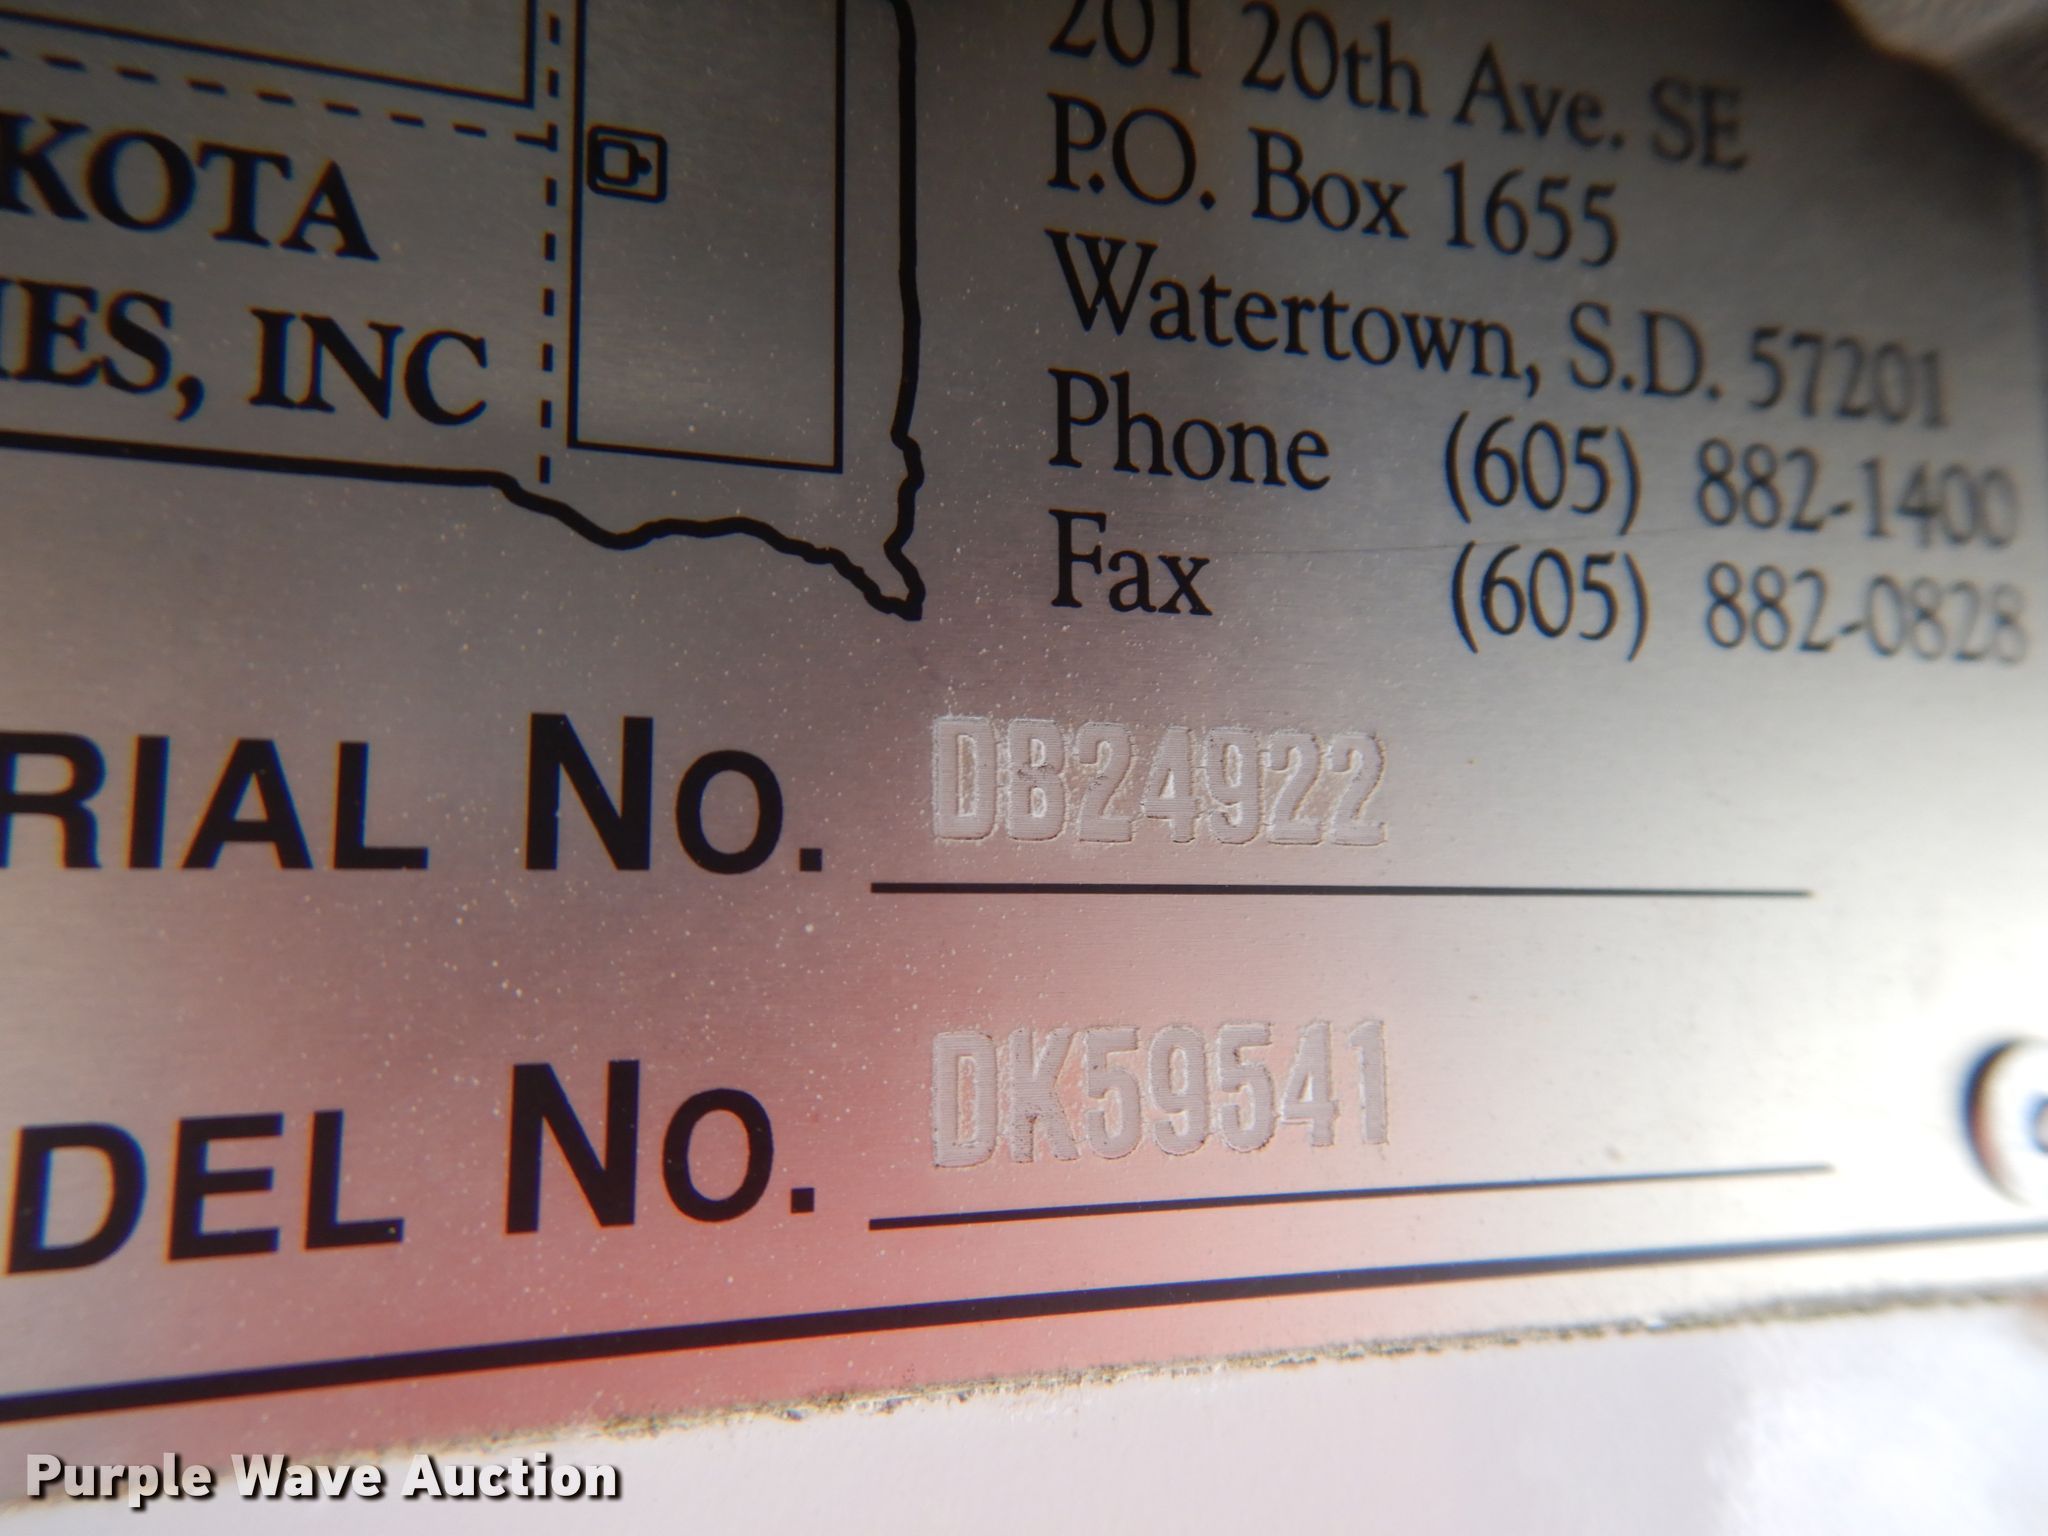 KOTA
IES, INC
201 20th Ave. SE
P.O. Box 1655
Watertown, S.D. 57201
Phone (605) 882-1400
Fax (605) 882-0828
RIAL NO. DB24922
DEL NO. DK59541
Purple Wave Auction